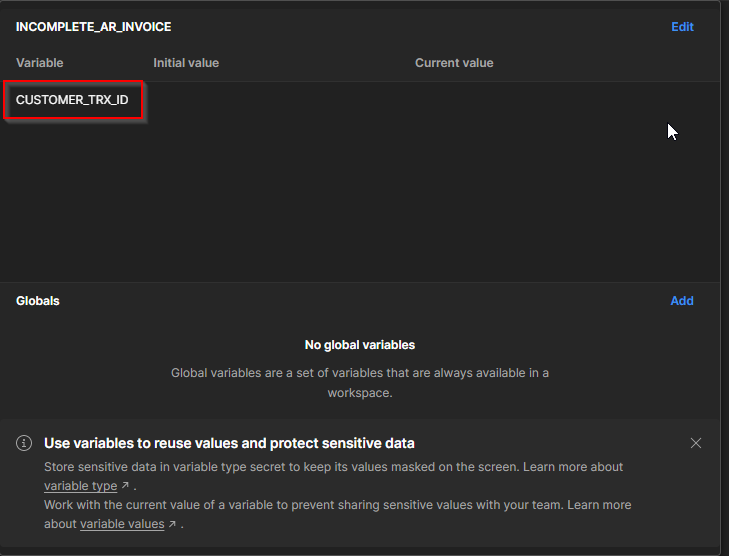 INCOMPLETE_AR_INVOICE Edit
Variable Initial value Current value
CUSTOMER_TRX_ID
Globals Add
No global variables
Global variables are a set of variables that are always available in a
workspace.
Use variables to reuse values and protect sensitive data
Store sensitive data in variable type secret to keep its values masked on the screen. Learn more about
variable type ↗ .
Work with the current value of a variable to prevent sharing sensitive values with your team. Learn more
about variable values ↗ .